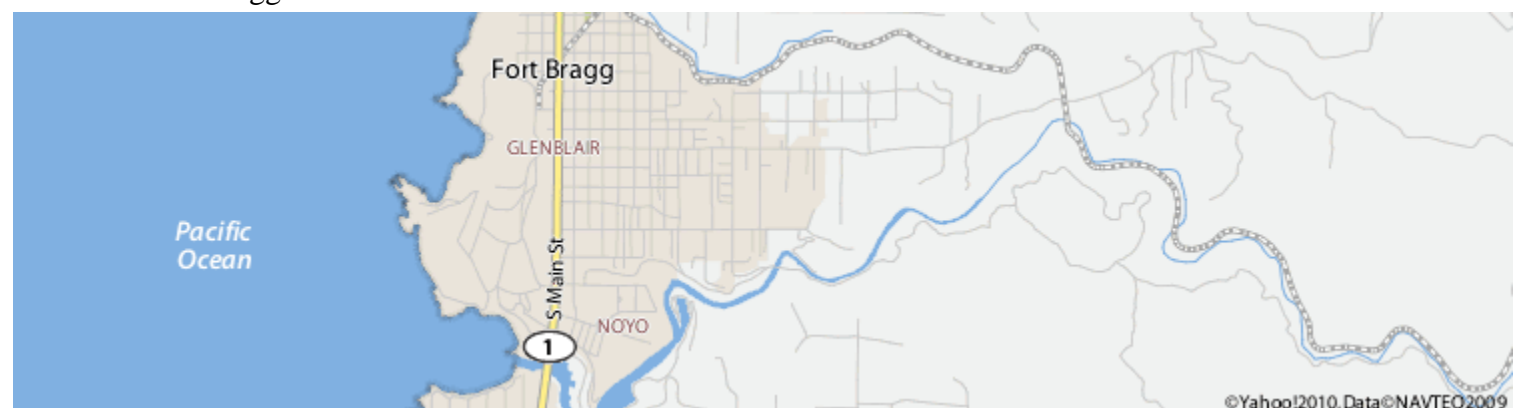 Fort Bragg
GLENBLAIR
Pacific
Ocean
S Main St
NOYO
1
©Yahoo!2010,Data©NAVTEQ2009